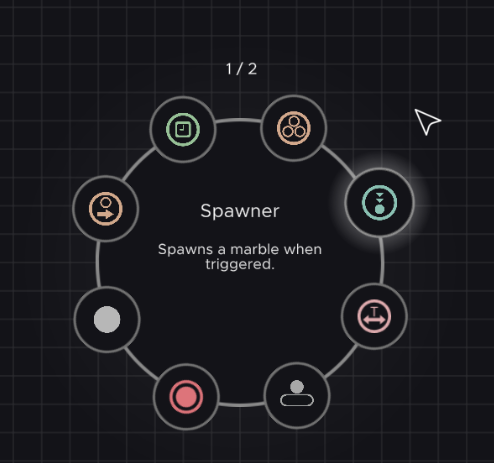 1 / 2
Spawner
Spawns a marble when
triggered.
T